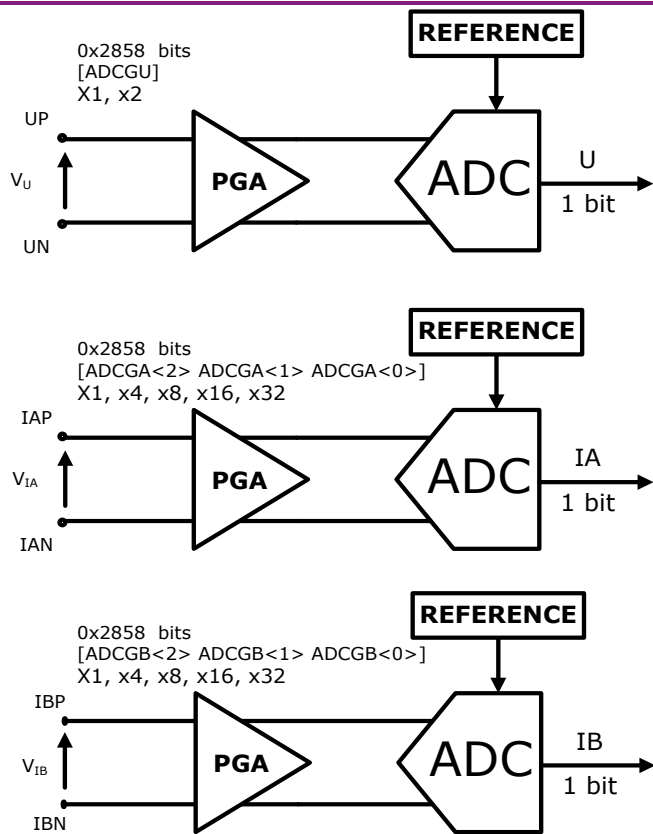 REFERENCE
0x2858 bits
[ADCGU]
X1, x2
UP
VU
UN
PGA
ADC
U
1 bit
REFERENCE
0x2858 bits
[ADCGA<2> ADCGA<1> ADCGA<0>]
X1, x4, x8, x16, x32
IAP
VIA
IAN
PGA
ADC
IA
1 bit
REFERENCE
0x2858 bits
[ADCGB<2> ADCGB<1> ADCGB<0>]
X1, x4, x8, x16, x32
IBP
VIB
IBN
PGA
ADC
IB
1 bit